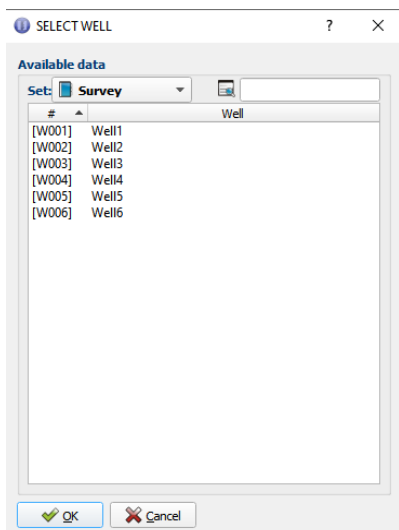 SELECT WELL ? ×
Available data
Set: Survey
# Well
[W001] Well1
[W002] Well2
[W003] Well3
[W004] Well4
[W005] Well5
[W006] Well6
OK Cancel